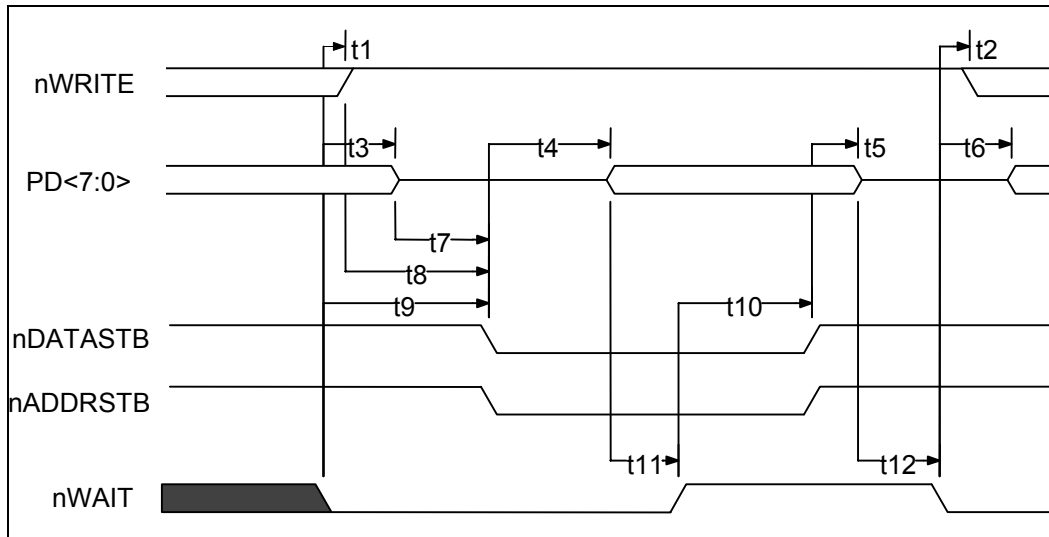 t1
t2
nWRITE
t3
t4
t5
t6
PD<7:0>
t7
t8
t9
t10
nDATASTB
nADDRSTB
t11
t12
nWAIT